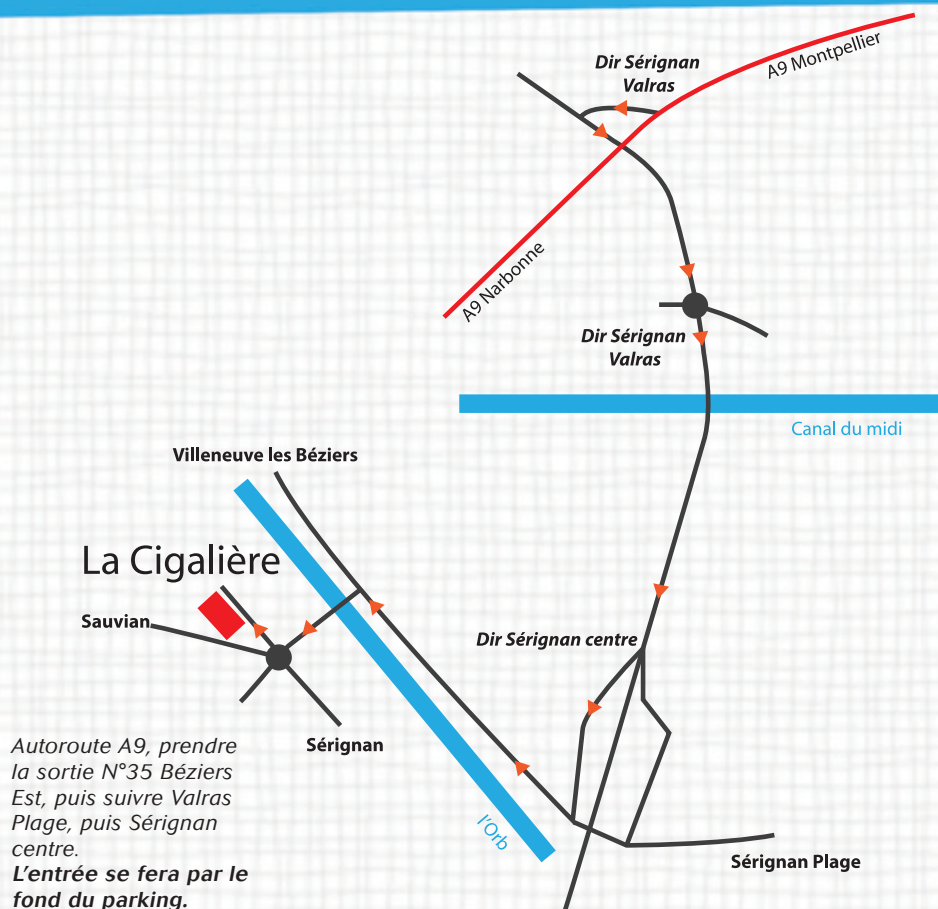 A9 Montpellier
Dir Sérignan
Valras
A9 Narbonne
Dir Sérignan
Valras
Canal du midi
Villeneuve les Béziers
La Cigalière
Sauvian
Dir Sérignan centre
Sérignan
l'Orb
Sérignan Plage
Autoroute A9, prendre
la sortie N°35 Béziers
Est, puis suivre Valras
Plage, puis Sérignan
centre.
L'entrée se fera par le
fond du parking.